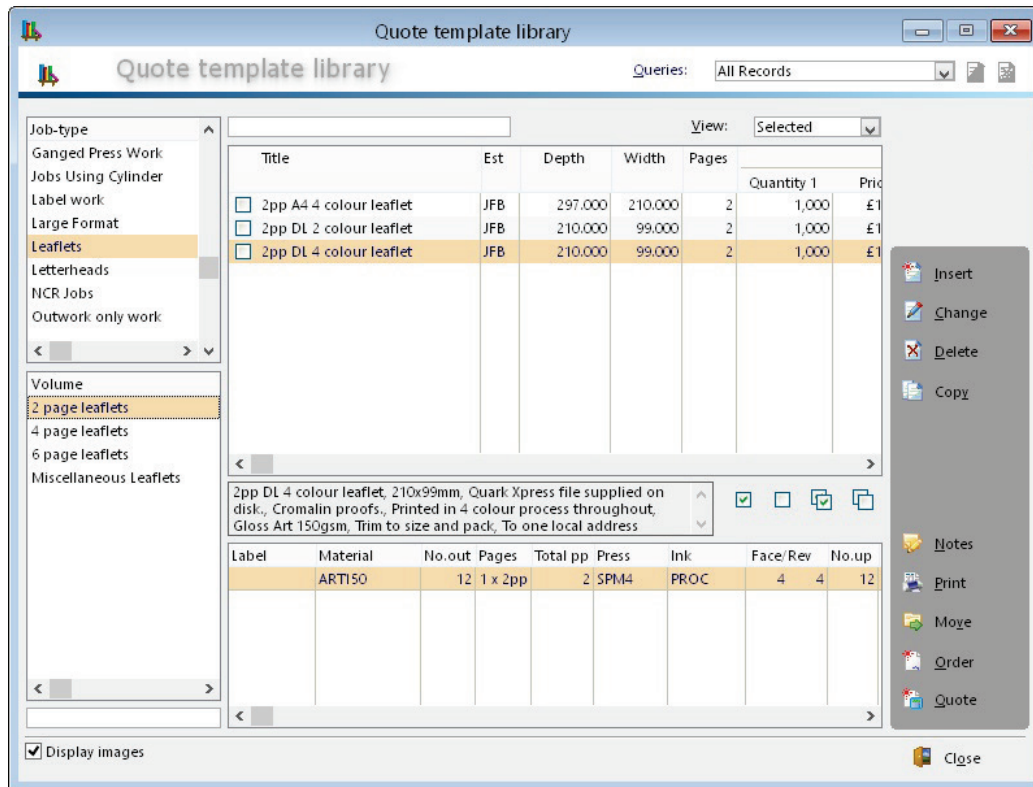 Quote template library
Quote template library
Queries: All Records
Job-type
Ganged Press Work
Jobs Using Cylinder
Label work
Large Format
Leaflets
Letterheads
NCR Jobs
Outwork only work
Volume
2 page leaflets
4 page leaflets
6 page leaflets
Miscellaneous Leaflets
View: Selected
Title Est Depth Width Pages
Quantity 1 Pric
2pp A4 4 colour leaflet JFB 297.000 210.000 2 1,000 £1
2pp DL 2 colour leaflet JFB 210.000 99.000 2 1,000 £1
2pp DL 4 colour leaflet JFB 210.000 99.000 2 1,000 £1
2pp DL 4 colour leaflet, 210x99mm, Quark Xpress file supplied on
disk., Cromalin proofs., Printed in 4 colour process throughout,
Gloss Art 150gsm, Trim to size and pack, To one local address
Label Material No.out Pages Total pp Press Ink Face/Rev No.up
ART150 12 1 x 2pp 2 SPM4 PROC 4 4 12
Insert
Change
Delete
Copy
Notes
Print
Move
Order
Quote
Display images
Close